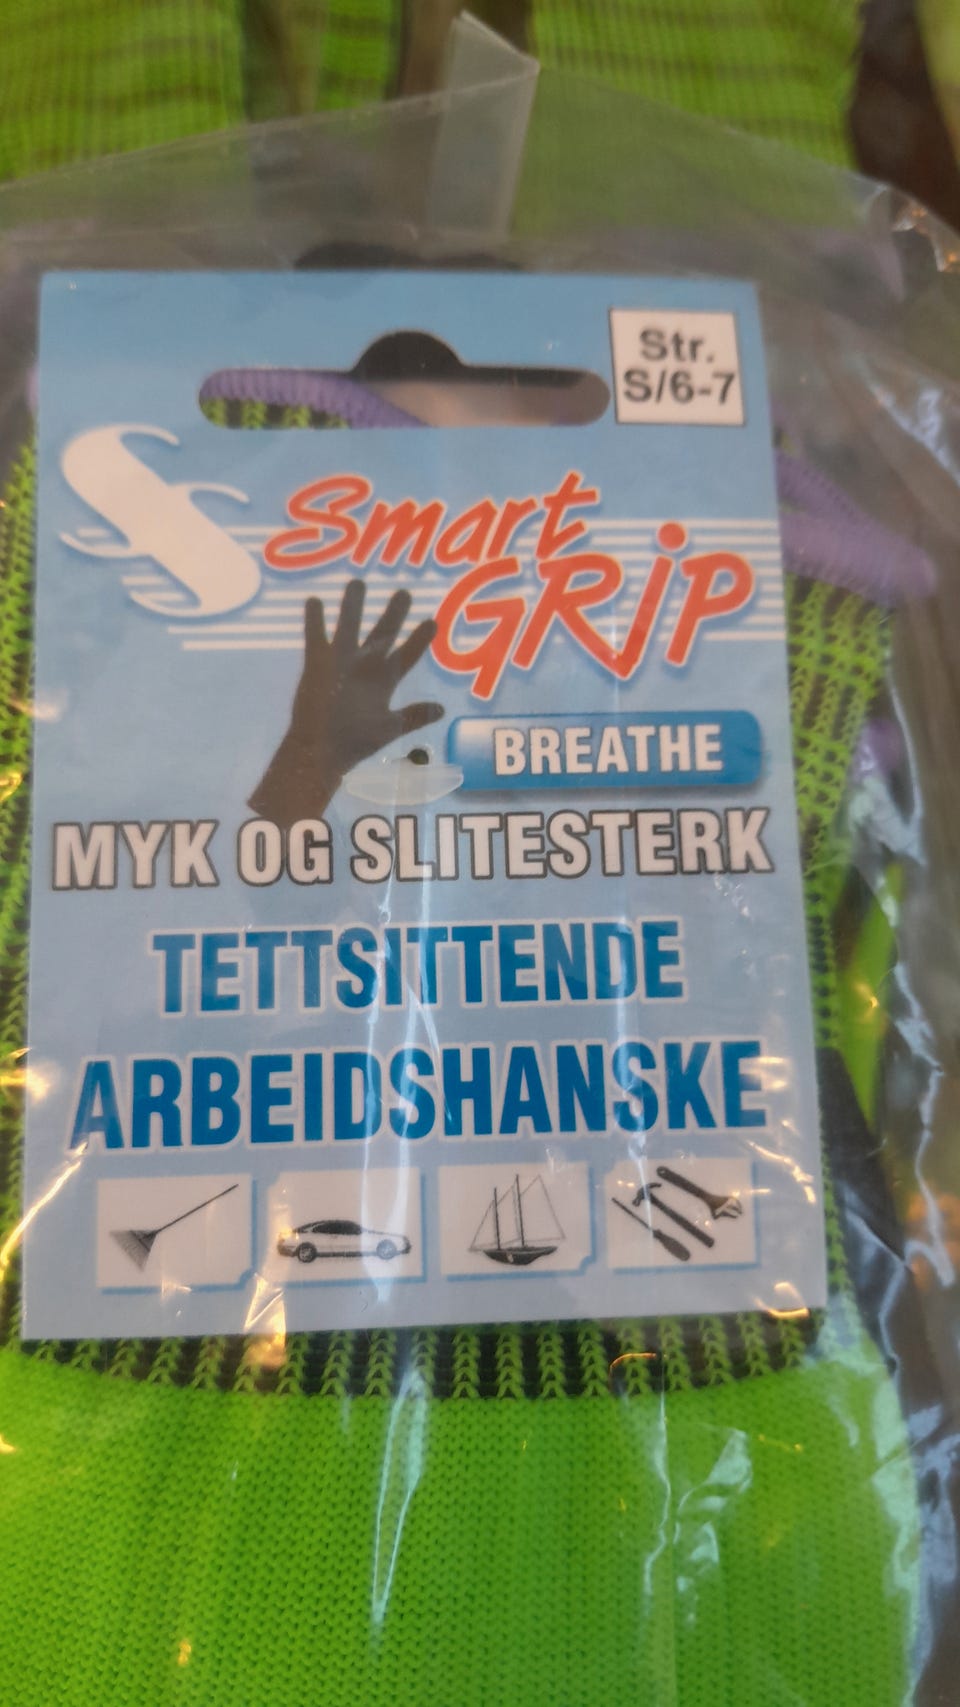 Str.
S/6-7
Smart
GRiP
BREATHE
MYK OG SLITESTERK
TETTSITTENDE
ARBEIDSHANSKE